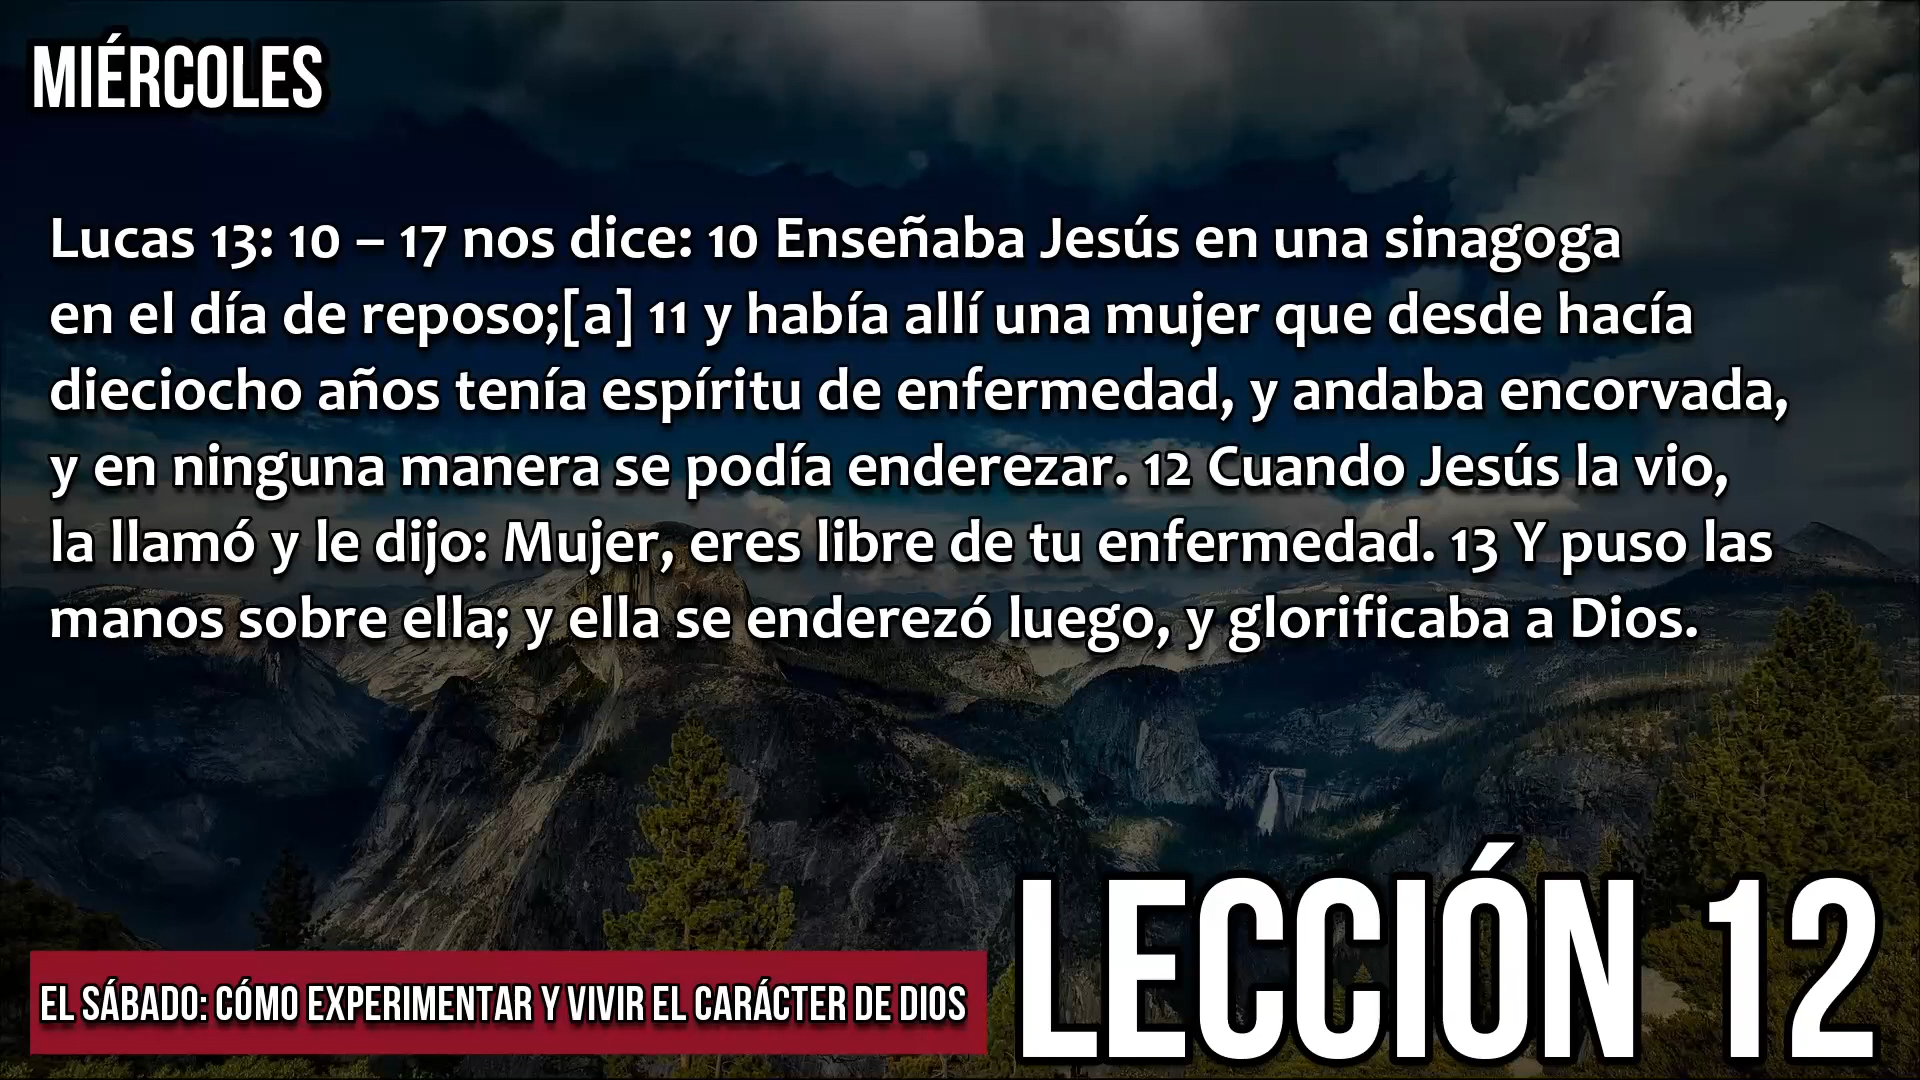 MIÉRCOLES
Lucas 13: 10 – 17 nos dice: 10 Enseñaba Jesús en una sinagoga
en el día de reposo;[a] 11 y había allí una mujer que desde hacía
dieciocho años tenía espíritu de enfermedad, y andaba encorvada,
y en ninguna manera se podía enderezar. 12 Cuando Jesús la vio,
la llamó y le dijo: Mujer, eres libre de tu enfermedad. 13 Y puso las
manos sobre ella; y ella se enderezó luego, y glorificaba a Dios.
EL SÁBADO: CÓMO EXPERIMENTAR Y VIVIR EL CARÁCTER DE DIOS
LECCIÓN 12